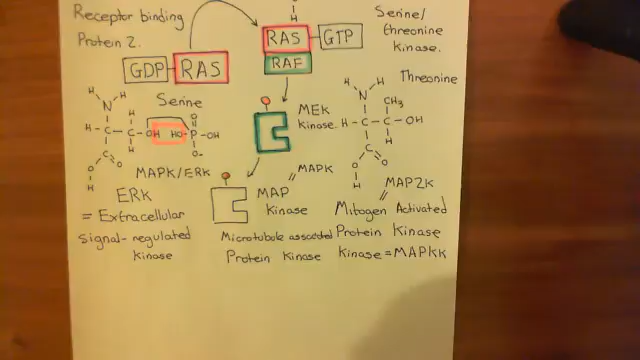 Receptor binding
Protein 2.
Serine/
threonine
kinase.
H
RAS GTP
RAF
GDP RAS
Threonine
Serine
H H
N
H
H-C-C-OH HO-P-OH
H
O
O-
C O
O
H
MEK
kinase.
H H
N
CH3
H-C-C-OH
H
C O
O
H
MAPK/ERK
ERK
= Extracellular
signal-regulated
kinase
MAPK
MAP
kinase
Microtubule associated
Protein kinase
MAP2K
Mitogen Activated
Protein Kinase
kinase = MAPKK